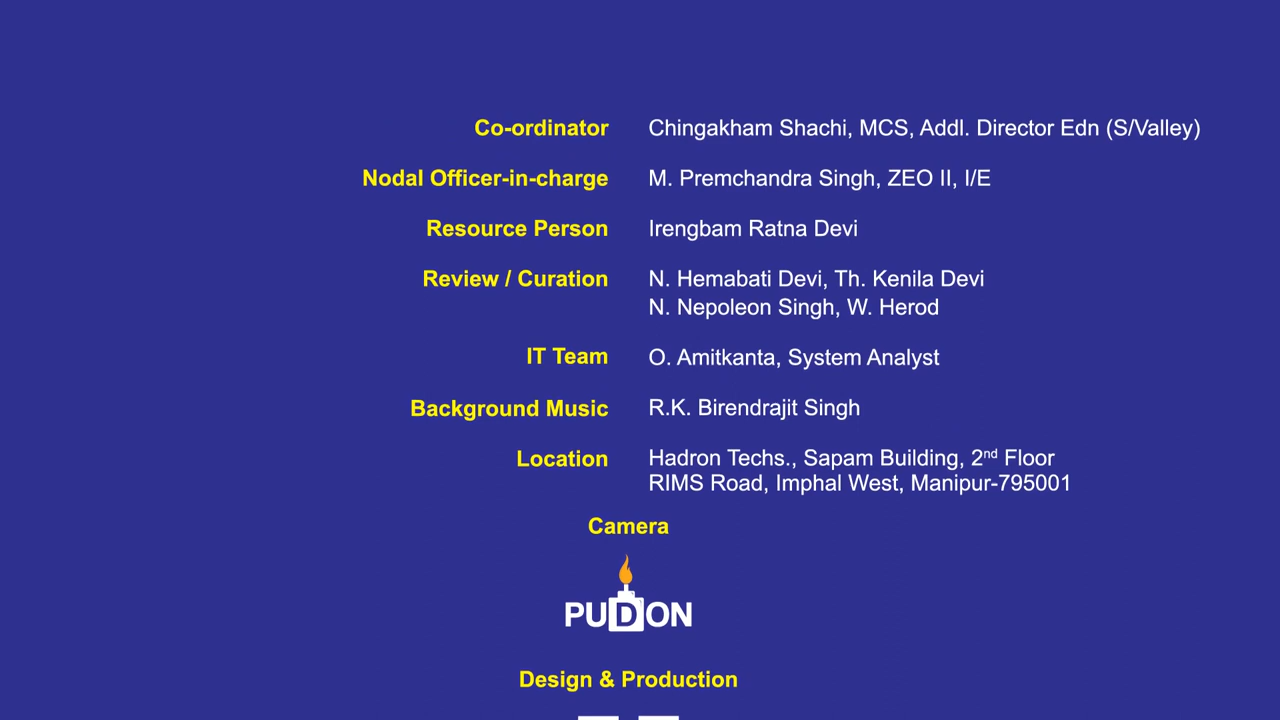 Co-ordinator Chingakham Shachi, MCS, Addl. Director Edn (S/Valley)
Nodal Officer-in-charge M. Premchandra Singh, ZEO II, I/E
Resource Person Irengbam Ratna Devi
Review / Curation N. Hemabati Devi, Th. Kenila Devi
N. Nepoleon Singh, W. Herod
IT Team O. Amitkanta, System Analyst
Background Music R.K. Birendrajit Singh
Location Hadron Techs., Sapam Building, 2nd Floor
RIMS Road, Imphal West, Manipur-795001
Camera
PUDON
Design & Production